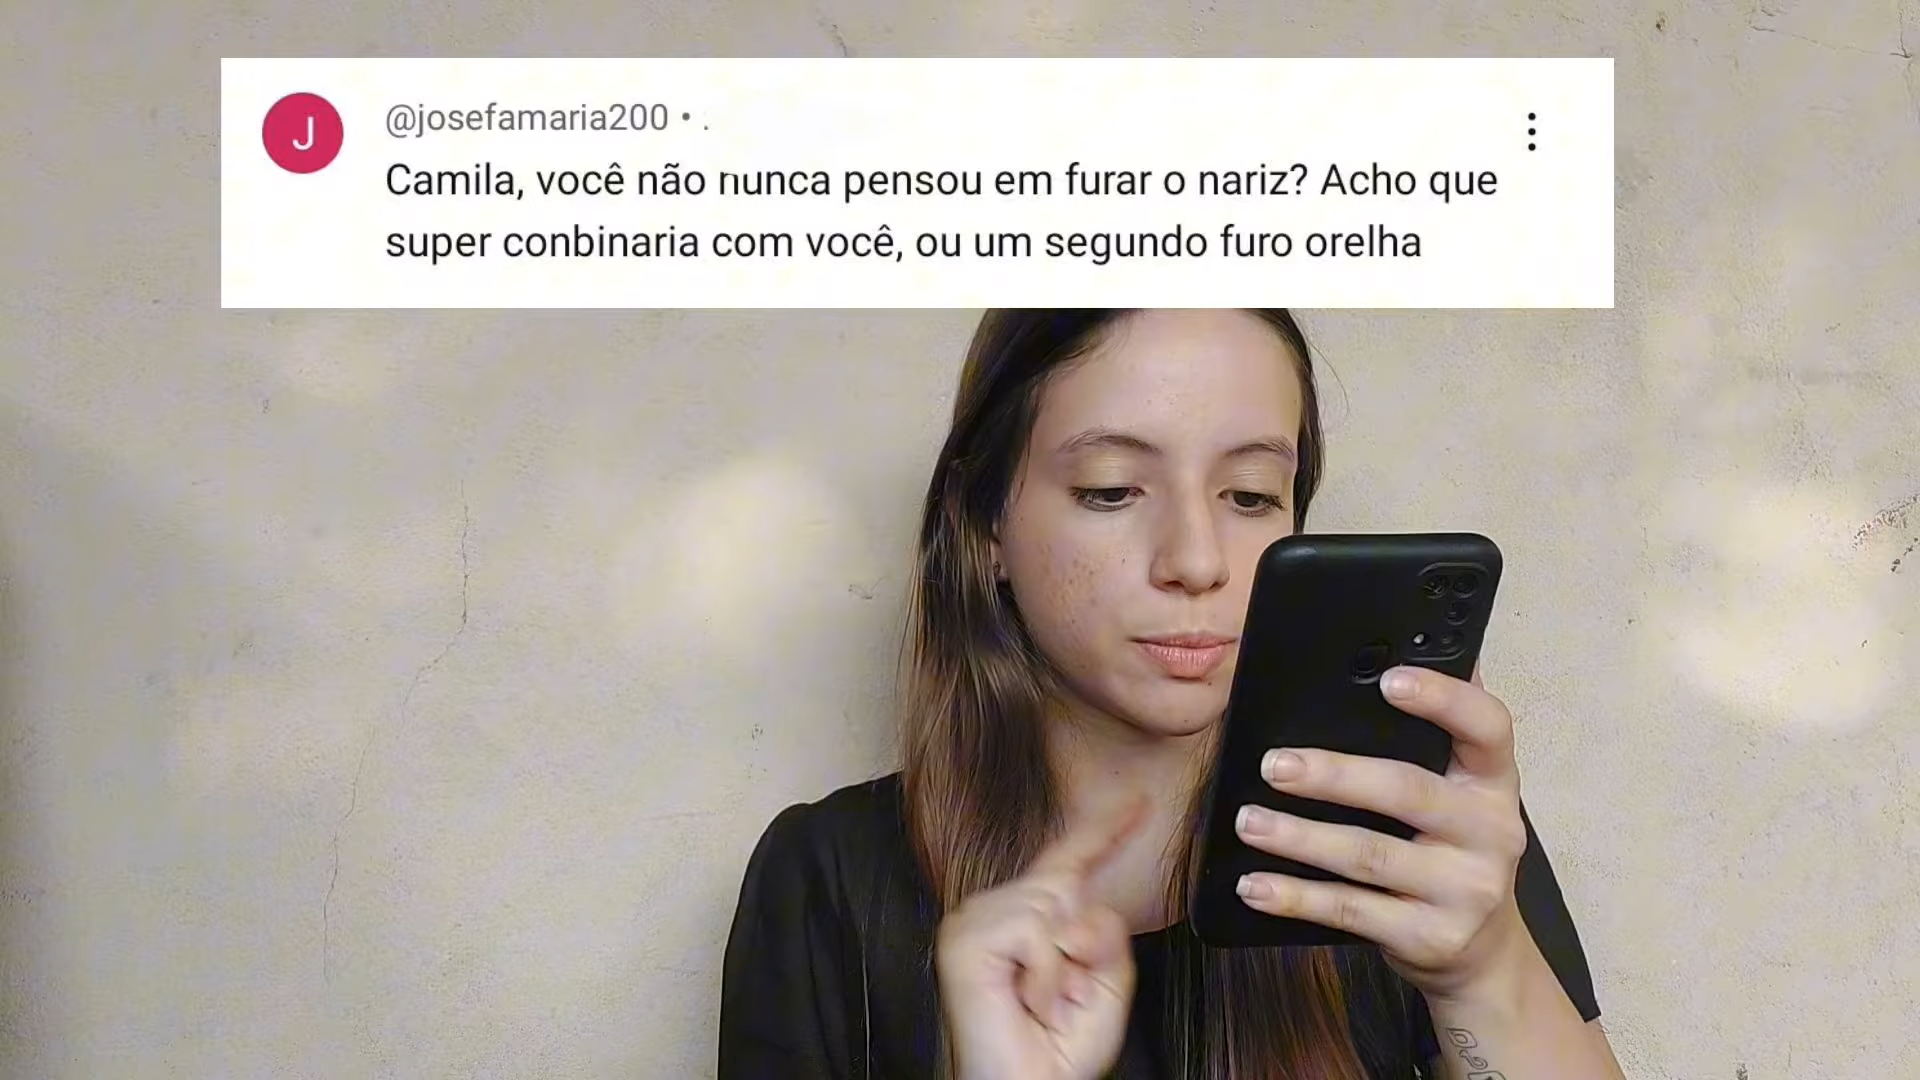 J
@josefamaria200 • .
Camila, você não nunca pensou em furar o nariz? Acho que
super conbinaria com você, ou um segundo furo orelha